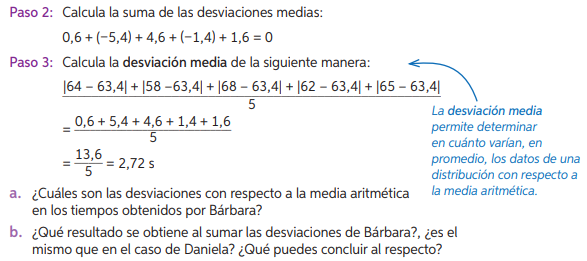 Paso 2: Calcula la suma de las desviaciones medias:
0,6 + (−5,4) + 4,6 + (−1,4) + 1,6 = 0
Paso 3: Calcula la desviación media de la siguiente manera:
|64 – 63,4| + |58 –63,4| + |68 – 63,4| + |62 – 63,4| + |65 – 63,4|
5
= 0,6 + 5,4 + 4,6 + 1,4 + 1,6
5
= 13,6
5 = 2,72 s
La desviación media
permite determinar
en cuánto varían, en
promedio, los datos de una
distribución con respecto a
la media aritmética.
a. ¿Cuáles son las desviaciones con respecto a la media aritmética
en los tiempos obtenidos por Bárbara?
b. ¿Qué resultado se obtiene al sumar las desviaciones de Bárbara?, ¿es el
mismo que en el caso de Daniela? ¿Qué puedes concluir al respecto?